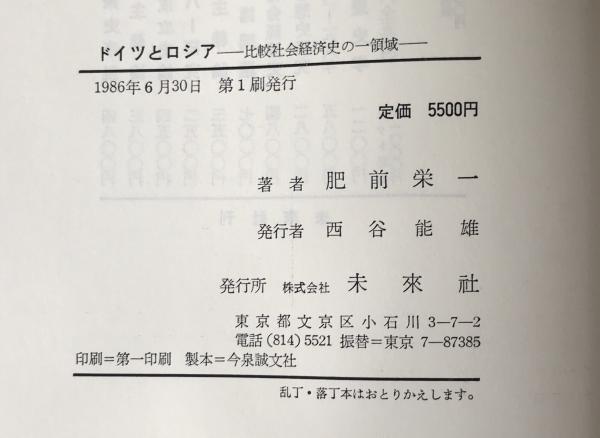 ドイツとロシア——比較社会経済史の一領域——
1986年6月30日　第1刷発行
定価　5500円
著者　肥前栄一
発行者　西谷能雄
発行所　株式会社　未來社
東京都文京区小石川3—7—2
電話(814)5521 振替=東京7—87385
印刷=第一印刷　製本=今泉誠文社
乱丁・落丁本はおとりかえします。